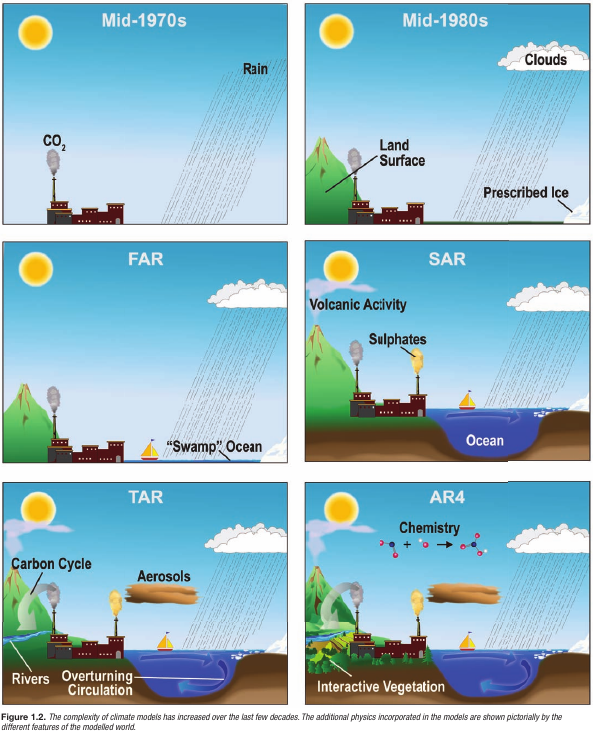 Mid-1970s
Rain
CO₂
Mid-1980s
Clouds
Land
Surface
Prescribed Ice
FAR
"Swamp" Ocean
SAR
Volcanic Activity
Sulphates
Ocean
TAR
Carbon Cycle
Aerosols
Rivers
Overturning
Circulation
AR4
Chemistry
+
Interactive Vegetation
Figure 1.2. The complexity of climate models has increased over the last few decades. The additional physics incorporated in the models are shown pictorially by the
different features of the modelled world.